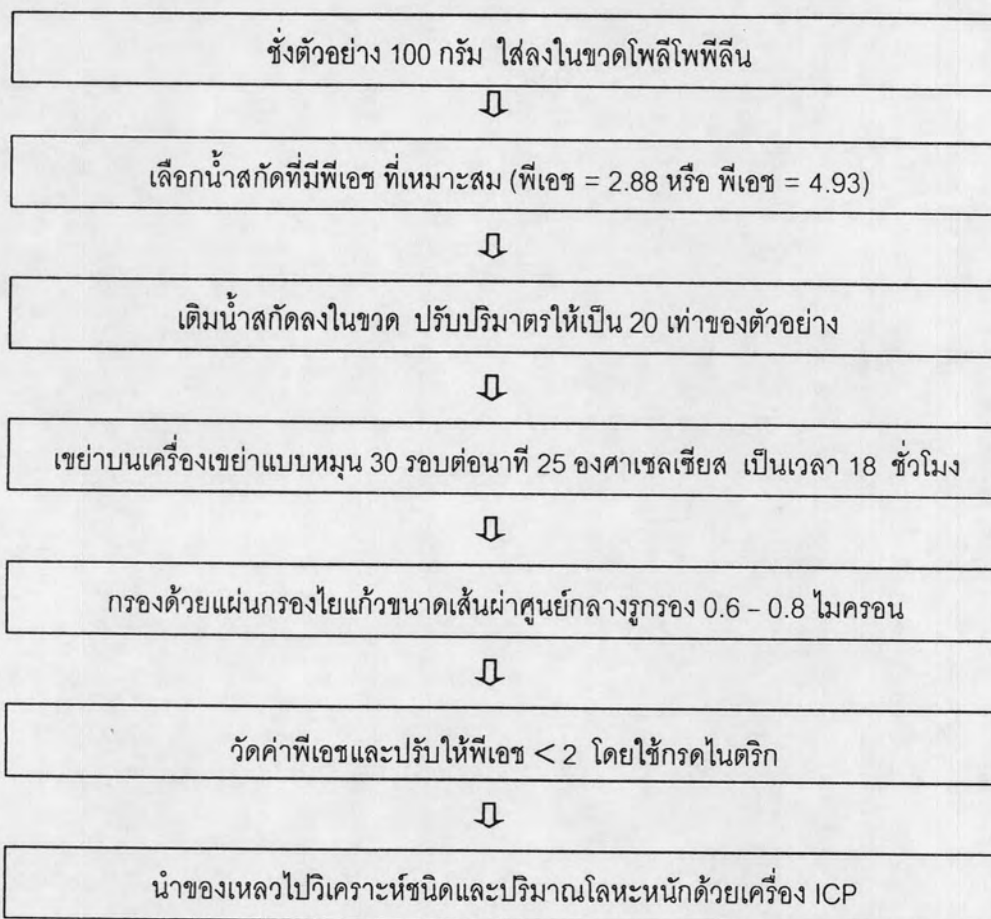 ชั่งตัวอย่าง 100 กรัม ใส่ลงในขวดโพลีโพพีลีน
เลือกน้ำสกัดที่มีพีเอช ที่เหมาะสม (พีเอช = 2.88 หรือ พีเอช = 4.93)
เติมน้ำสกัดลงในขวด ปรับปริมาตรให้เป็น 20 เท่าของตัวอย่าง
เขย่าบนเครื่องเขย่าแบบหมุน 30 รอบต่อนาที 25 องศาเซลเซียส เป็นเวลา 18 ชั่วโมง
กรองด้วยแผ่นกรองใยแก้วขนาดเส้นผ่าศูนย์กลางรูกรอง 0.6 – 0.8 ไมครอน
วัดค่าพีเอชและปรับให้พีเอช < 2 โดยใช้กรดไนตริก
นำของเหลวไปวิเคราะห์ชนิดและปริมาณโลหะหนักด้วยเครื่อง ICP